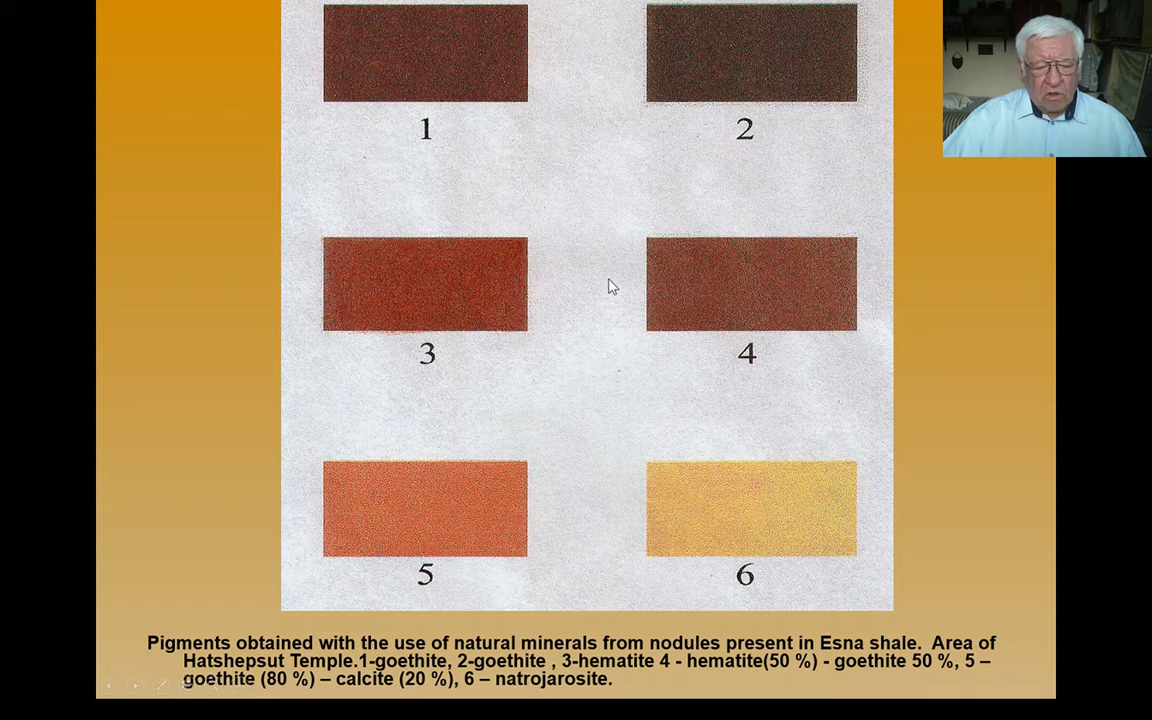 1
2
3
4
5
6
Pigments obtained with the use of natural minerals from nodules present in Esna shale.  Area of
Hatshepsut Temple.1-goethite, 2-goethite , 3-hematite 4 - hematite(50 %) - goethite 50 %, 5 –
goethite (80 %) – calcite (20 %), 6 – natrojarosite.